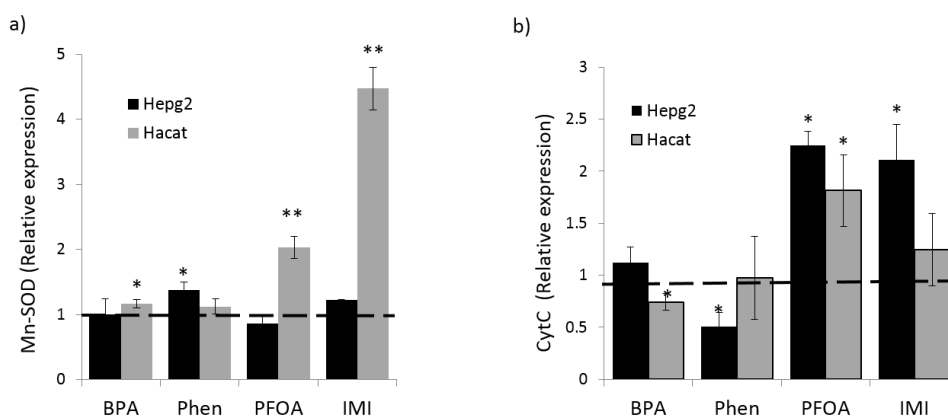 a)
Mn-SOD (Relative expression)
5
4
3
2
1
0
Hepg2
Hacat
*
*
**
**
BPA Phen PFOA IMI
b)
CytC (Relative expression)
3
2.5
2
1.5
1
0.5
0
Hepg2
Hacat
*
*
*
*
*
BPA Phen PFOA IMI